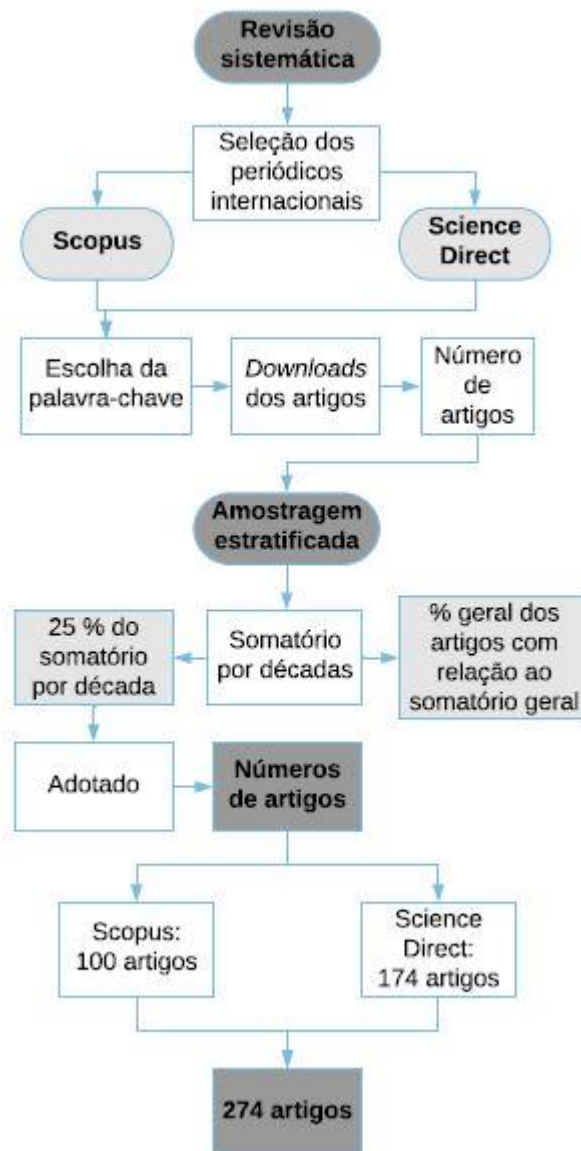 Revisão
sistemática
Seleção dos
periódicos
internacionais
Scopus
Science
Direct
Escolha da
palavra-chave
Downloads
dos artigos
Número
de
artigos
Amostragem
estratificada
25 % do
somatório
por década
Somatório
por décadas
% geral dos
artigos com
relação ao
somatório geral
Adotado
Números
de artigos
Scopus:
100 artigos
Science
Direct:
174 artigos
274 artigos